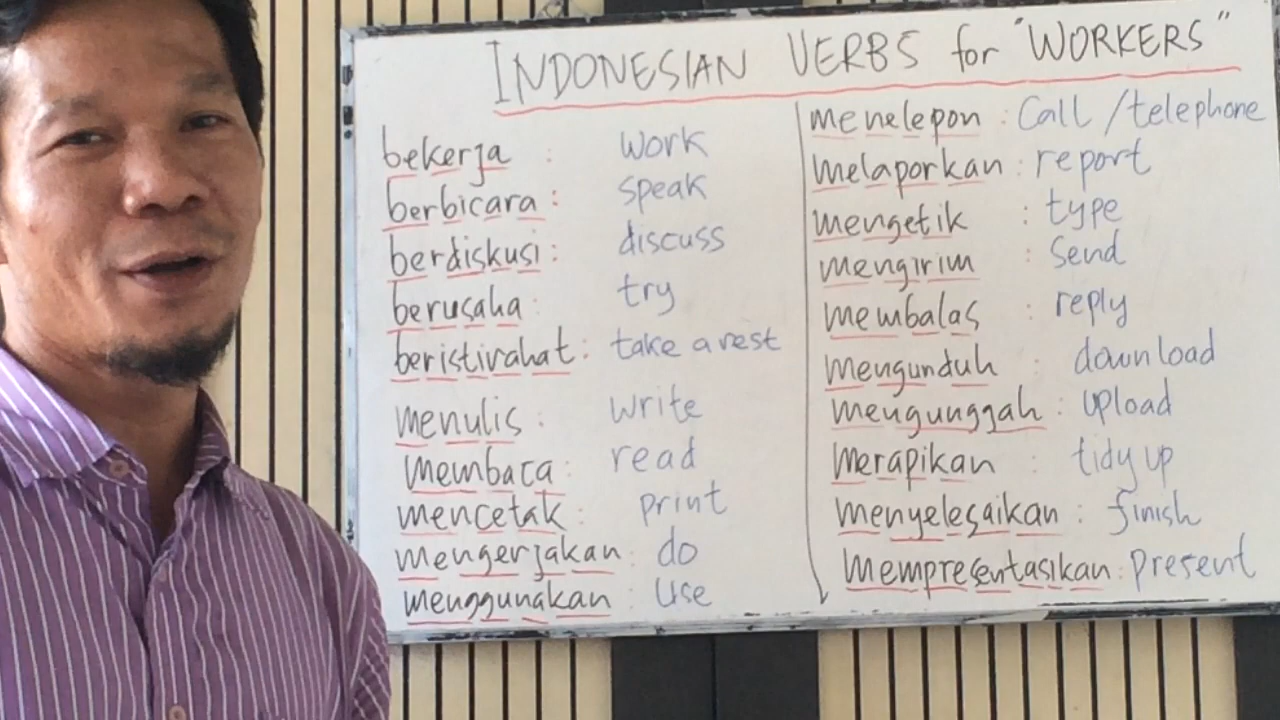 INDONESIAN VERBS for "WORKERS"
bekerja : work
berbicara : speak
berdiskusi : discuss
berusaha : try
beristirahat : take a rest
menulis : write
membaca : read
mencetak : print
mengerjakan : do
menggunakan : use
menelepon : Call / telephone
melaporkan : report
mengetik : type
mengirim : send
membalas : reply
mengunduh : download
mengunggah : upload
merapikan : tidy up
menyelesaikan : finish
mempresentasikan : present